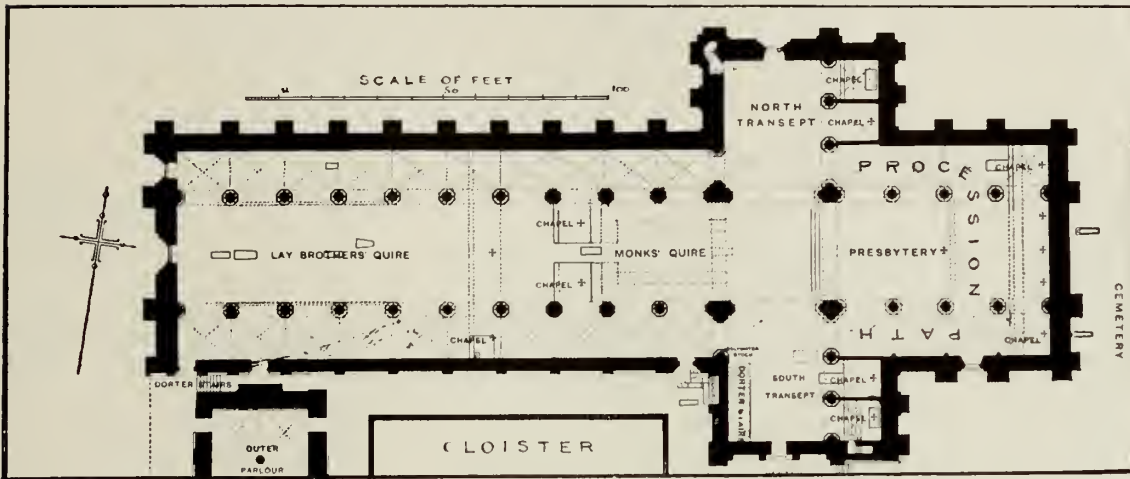 SCALE OF FEET
50
100
NORTH
TRANSEPT
CHAPEL
CHAPEL
PROCESSION
PATH
CHAPEL
LAY BROTHERS' QUIRE
CHAPEL
CHAPEL
MONKS' QUIRE
PRESBYTERY
CHAPEL
CHAPEL
CEMETERY
DORTER STAIRS
DORTER STAIRS
SOUTH
TRANSEPT
CHAPEL
CHAPEL
OUTER
PARLOUR
CLOISTER